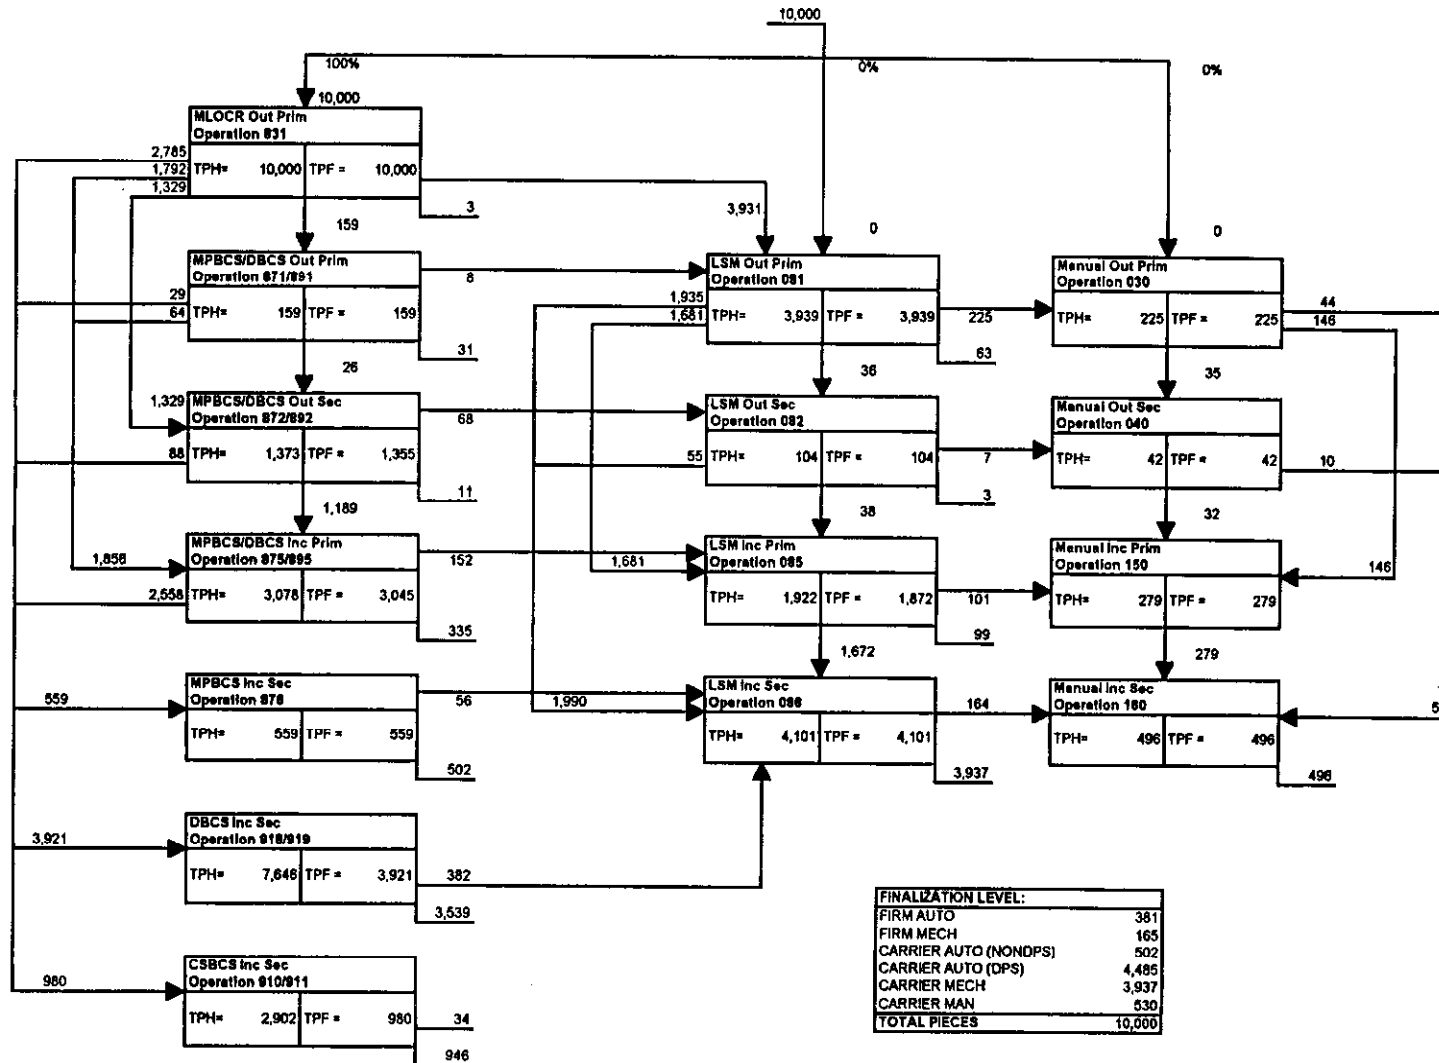 10,000
100%
0%
0%
10,000
MLOCR Out Prim
Operation 831
2,785
1,792
1,329
TPH= 10,000 TPF = 10,000
3
3,931
159
0
0
MPBCS/DBCS Out Prim
Operation 871/891
8
29
64
TPH= 159 TPF = 159
31
26
LSM Out Prim
Operation 081
1,935
1,681
TPH= 3,939 TPF = 3,939
225
63
36
Manual Out Prim
Operation 030
44
146
TPH= 225 TPF = 225
35
1,329
MPBCS/DBCS Out Sec
Operation 872/892
68
88
TPH= 1,373 TPF = 1,355
11
1,189
LSM Out Sec
Operation 082
55
TPH= 104 TPF = 104
7
3
38
Manual Out Sec
Operation 040
TPH= 42 TPF = 42
10
32
1,856
MPBCS/DBCS Inc Prim
Operation 875/895
152
2,558
TPH= 3,078 TPF = 3,045
335
1,681
LSM Inc Prim
Operation 085
TPH= 1,922 TPF = 1,872
101
99
1,672
Manual Inc Prim
Operation 150
146
TPH= 279 TPF = 279
279
559
MPBCS Inc Sec
Operation 876
56
TPH= 559 TPF = 559
502
1,990
LSM Inc Sec
Operation 086
164
TPH= 4,101 TPF = 4,101
3,937
Manual Inc Sec
Operation 160
5
TPH= 496 TPF = 496
496
3,921
DBCS Inc Sec
Operation 918/919
TPH= 7,646 TPF = 3,921
382
3,539
980
CSBCS Inc Sec
Operation 910/911
TPH= 2,902 TPF = 980
34
946
FINALIZATION LEVEL:
FIRM AUTO 381
FIRM MECH 165
CARRIER AUTO (NONDPS) 502
CARRIER AUTO (DPS) 4,485
CARRIER MECH 3,937
CARRIER MAN 530
TOTAL PIECES 10,000